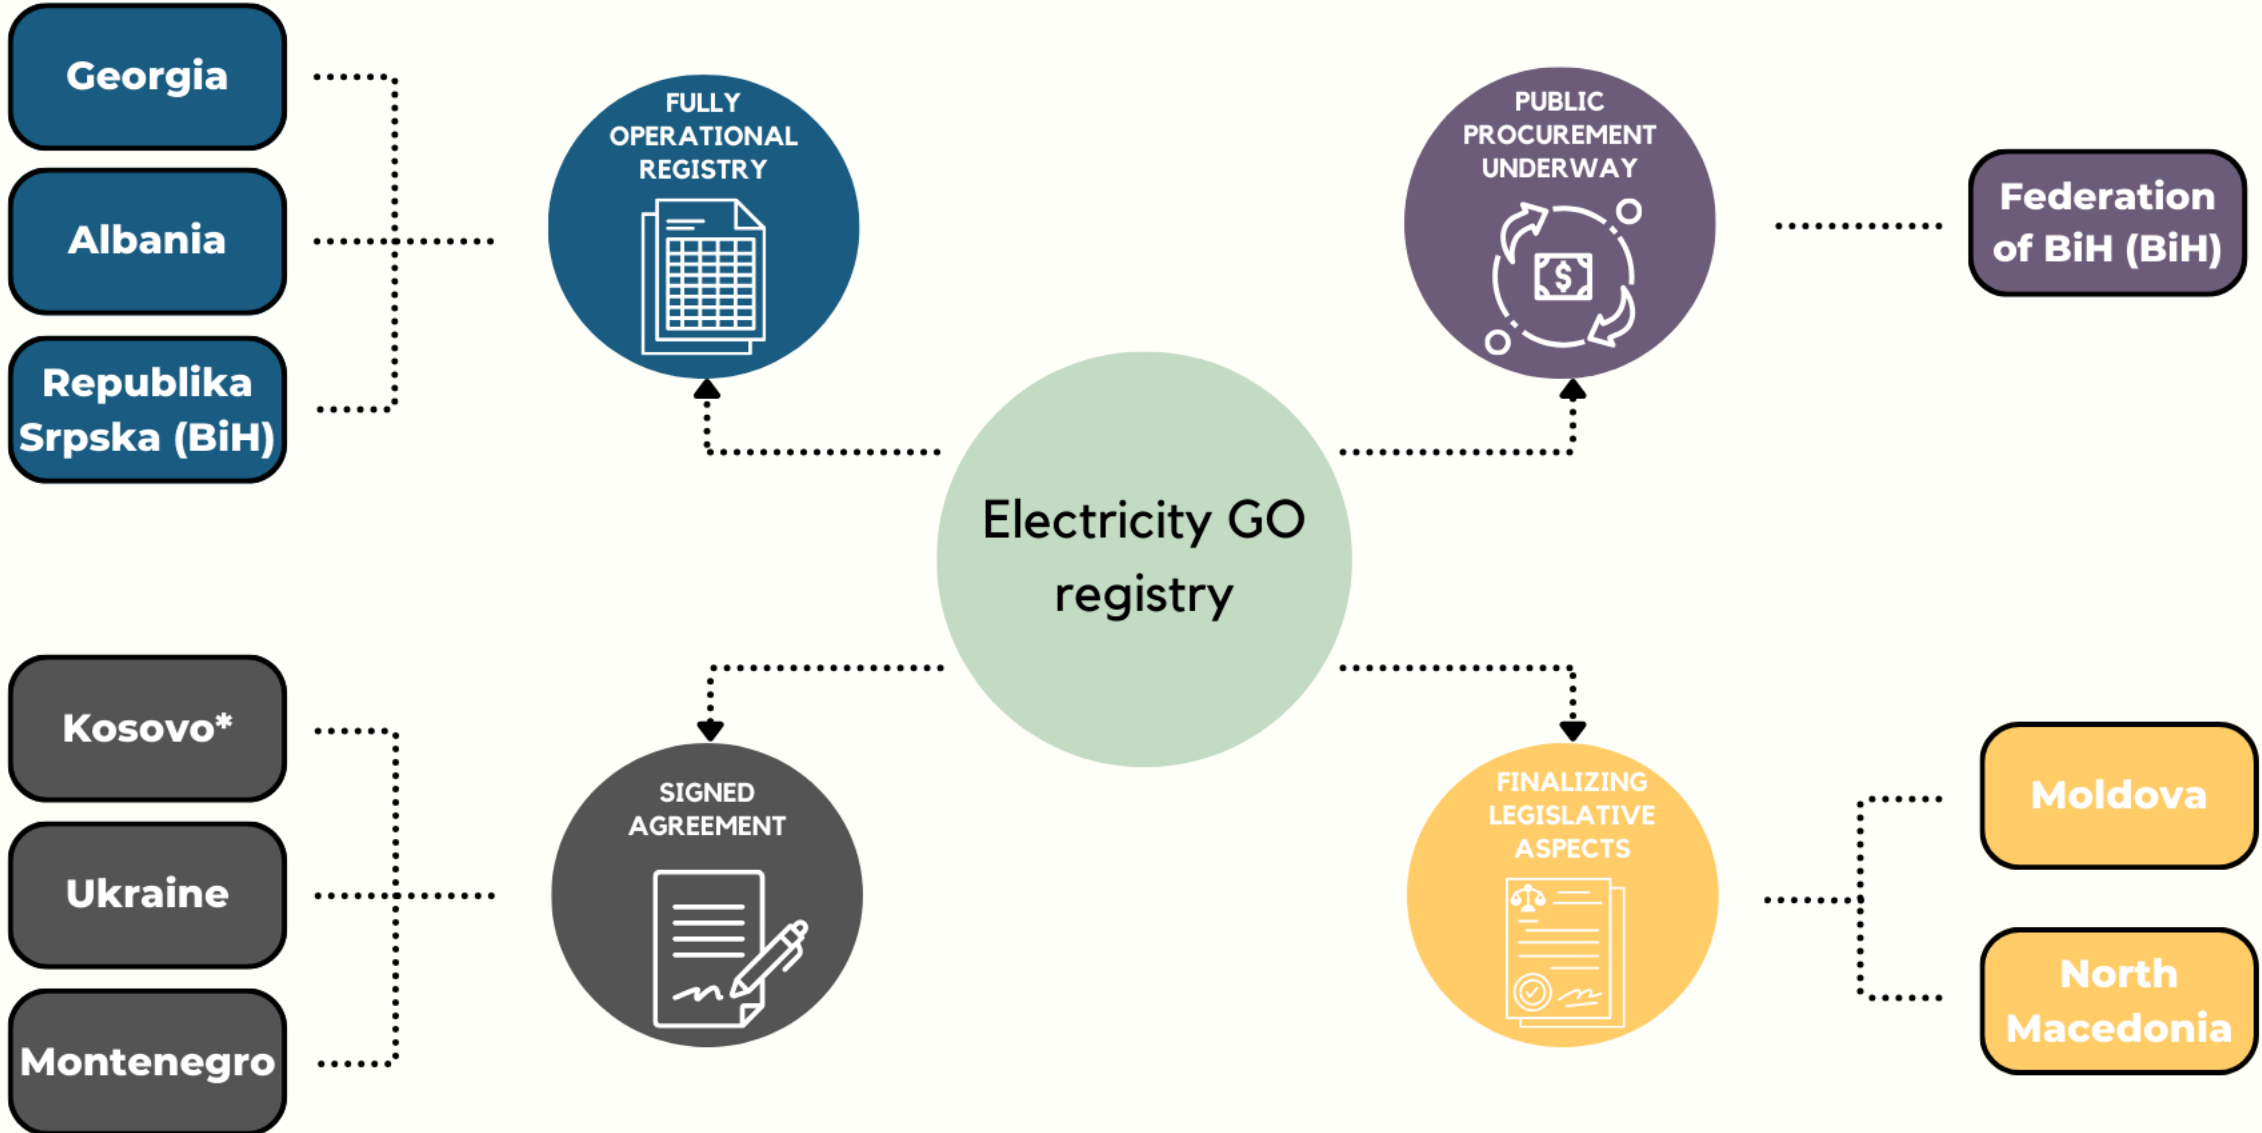 Georgia
Albania
Republika
Srpska (BiH)
FULLY
OPERATIONAL
REGISTRY
PUBLIC
PROCUREMENT
UNDERWAY
$
Federation
of BiH (BiH)
Electricity GO
registry
Kosovo*
Ukraine
Montenegro
SIGNED
AGREEMENT
FINALIZING
LEGISLATIVE
ASPECTS
Moldova
North
Macedonia